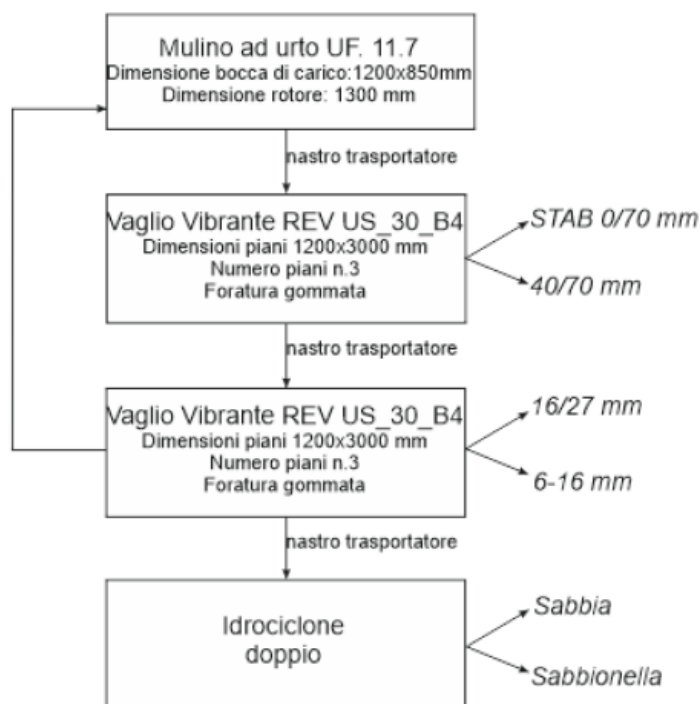 Mulino ad urto UF. 11.7
Dimensione bocca di carico:1200x850mm
Dimensione rotore: 1300 mm
nastro trasportatore
Vaglio Vibrante REV US_30_B4
Dimensioni piani 1200x3000 mm
Numero piani n.3
Foratura gommata
STAB 0/70 mm
40/70 mm
nastro trasportatore
Vaglio Vibrante REV US_30_B4
Dimensioni piani 1200x3000 mm
Numero piani n.3
Foratura gommata
16/27 mm
6-16 mm
nastro trasportatore
Idrociclone
doppio
Sabbia
Sabbionella